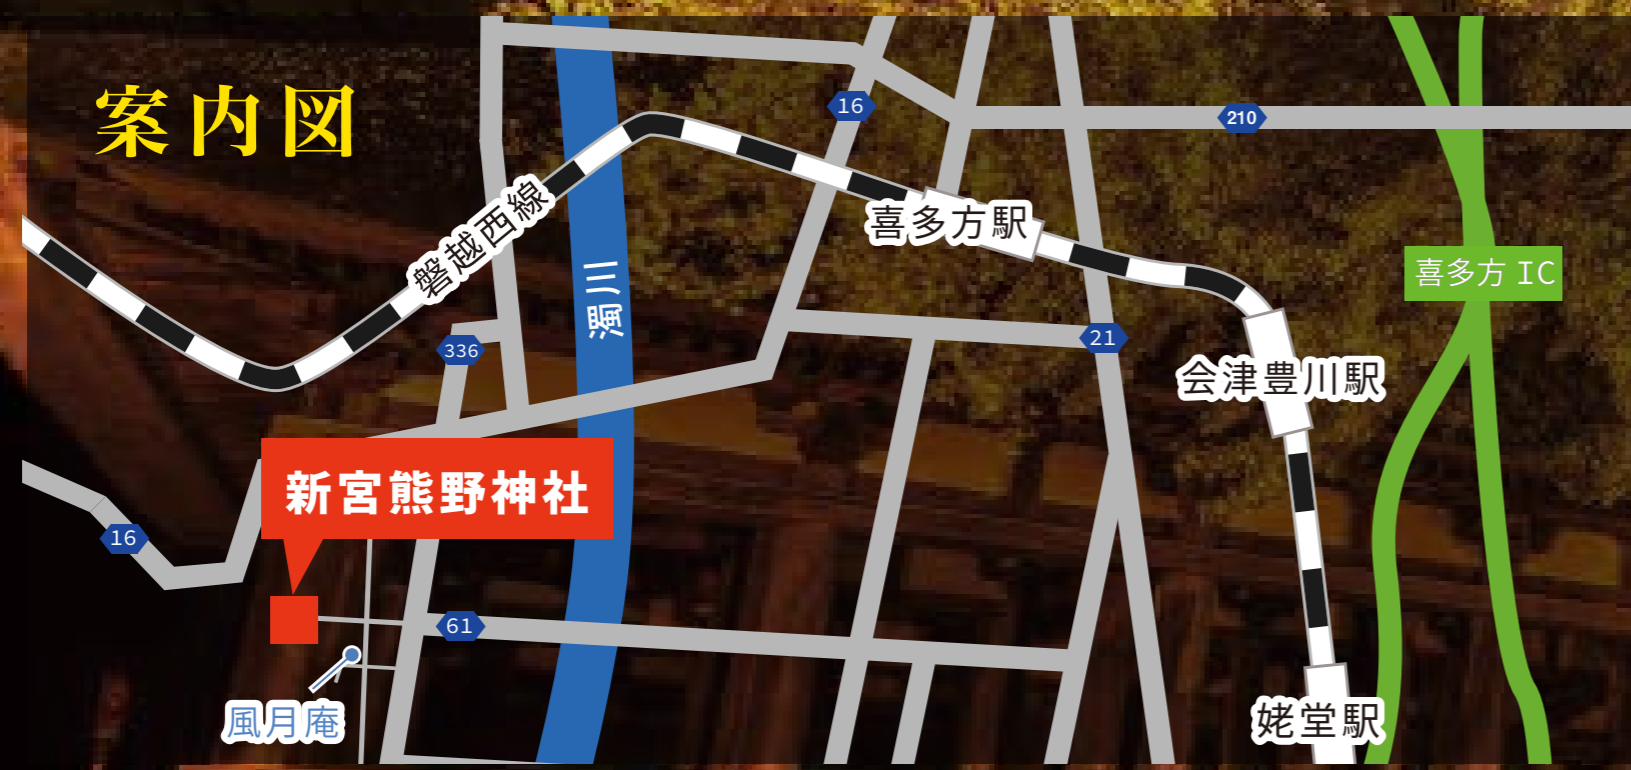 案内図
16
210
磐越西線
喜多方駅
濁川
喜多方 IC
336
21
会津豊川駅
新宮熊野神社
16
61
風月庵
姥堂駅